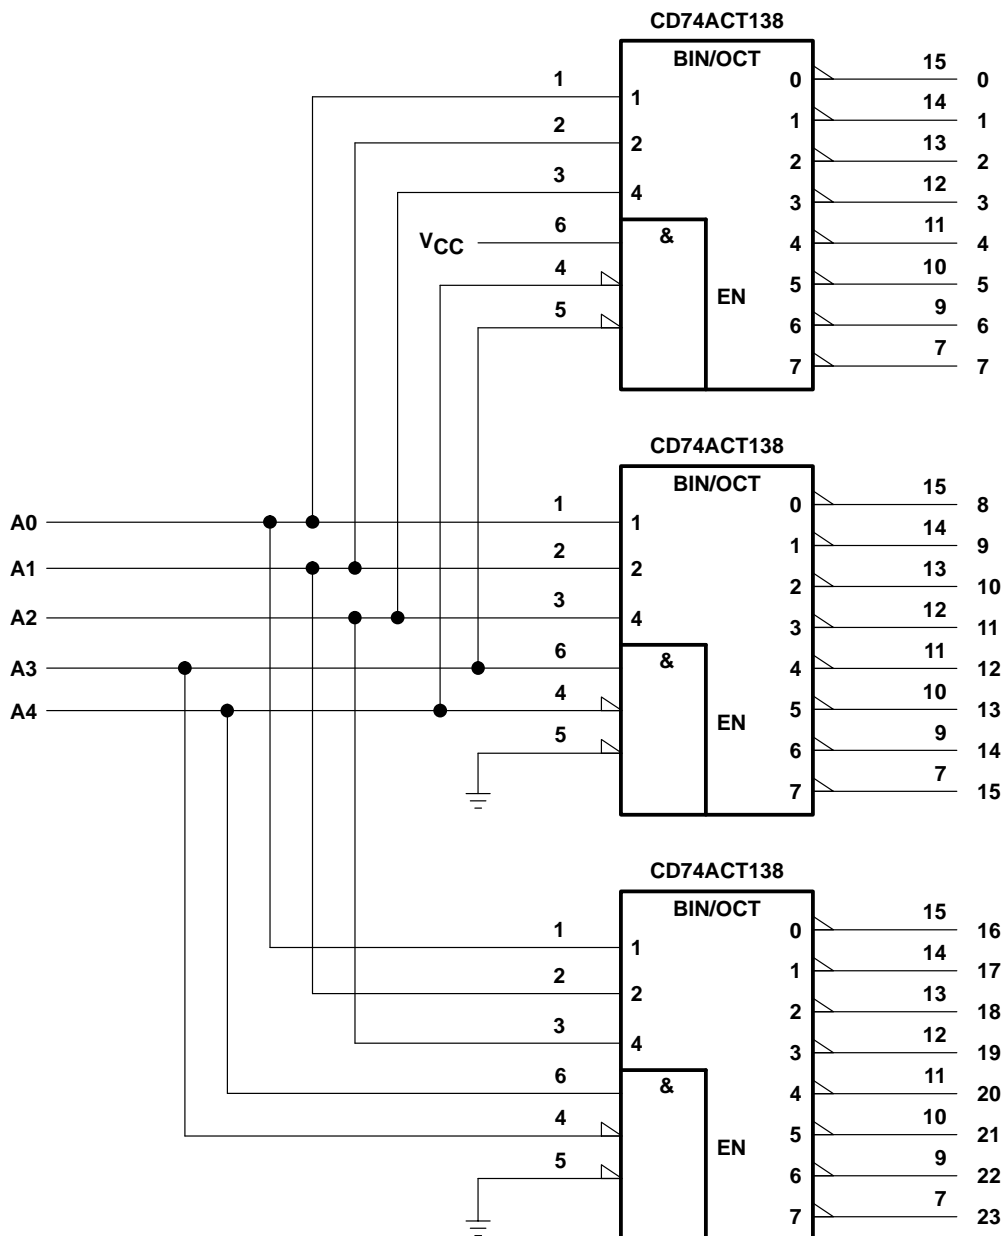 CD74ACT138
BIN/OCT
1 1
2 2
3 4
VCC 6 &
4
5
EN
0 15 0
1 14 1
2 13 2
3 12 3
4 11 4
5 10 5
6 9 6
7 7 7
CD74ACT138
BIN/OCT
A0 1 1
A1 2 2
A2 3 4
A3 6 &
A4 4
5
EN
0 15 8
1 14 9
2 13 10
3 12 11
4 11 12
5 10 13
6 9 14
7 7 15
CD74ACT138
BIN/OCT
1 1
2 2
3 4
6 &
4
5
EN
0 15 16
1 14 17
2 13 18
3 12 19
4 11 20
5 10 21
6 9 22
7 7 23